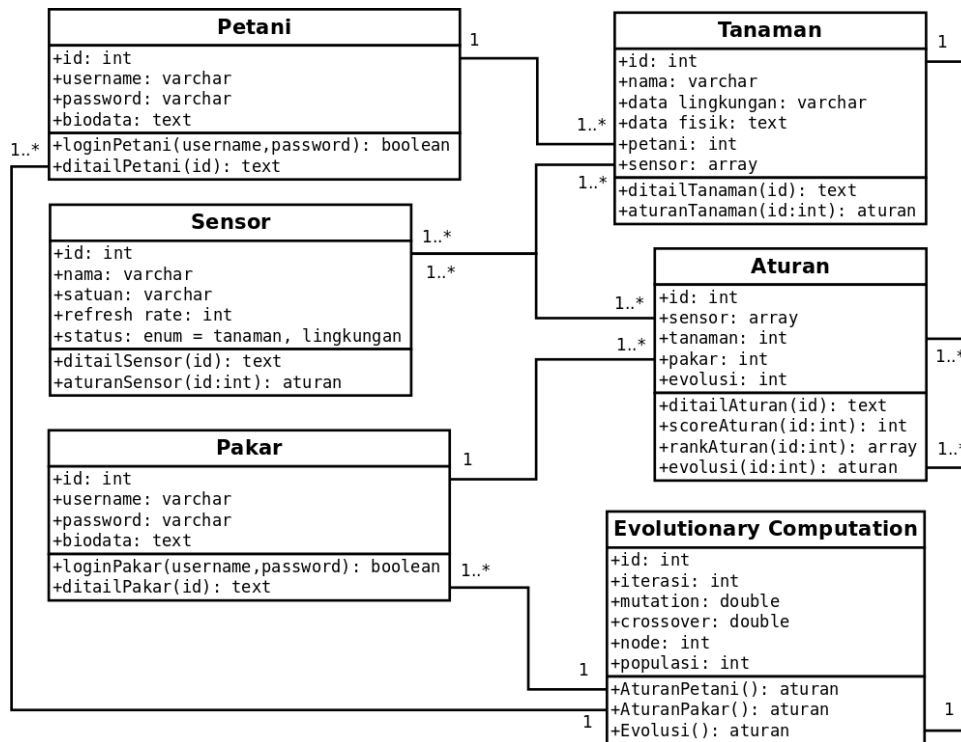 Petani
+id: int
+username: varchar
+password: varchar
+biodata: text
+loginPetani(username,password): boolean
+ditailPetani(id): text
1
1..*
Tanaman
+id: int
+nama: varchar
+data lingkungan: varchar
+data fisik: text
+petani: int
+sensor: array
+ditailTanaman(id): text
+aturanTanaman(id:int): aturan
1
1..*
1..*
Sensor
+id: int
+nama: varchar
+satuan: varchar
+refresh rate: int
+status: enum = tanaman, lingkungan
+ditailSensor(id): text
+aturanSensor(id:int): aturan
1..*
1..*
Aturan
+id: int
+sensor: array
+tanaman: int
+pakar: int
+evolusi: int
+ditailAturan(id): text
+scoreAturan(id:int): int
+rankAturan(id:int): array
+evolusi(id:int): aturan
1..*
1..*
1..*
1..*
Pakar
+id: int
+username: varchar
+password: varchar
+biodata: text
+loginPakar(username,password): boolean
+ditailPakar(id): text
1
1..*
Evolutionary Computation
+id: int
+iterasi: int
+mutation: double
+crossover: double
+node: int
+populasi: int
+AturanPetani(): aturan
+AturanPakar(): aturan
+Evolusi(): aturan
1
1
1